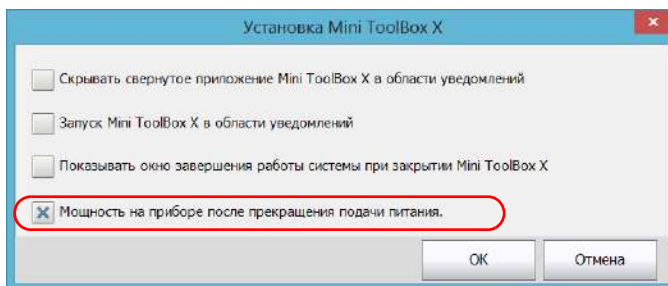 Установка Mini ToolBox X
Скрывать свернутое приложение Mini ToolBox X в области уведомлений
Запуск Mini ToolBox X в области уведомлений
Показывать окно завершения работы системы при закрытии Mini ToolBox X
Мощность на приборе после прекращения подачи питания.
OK Отмена